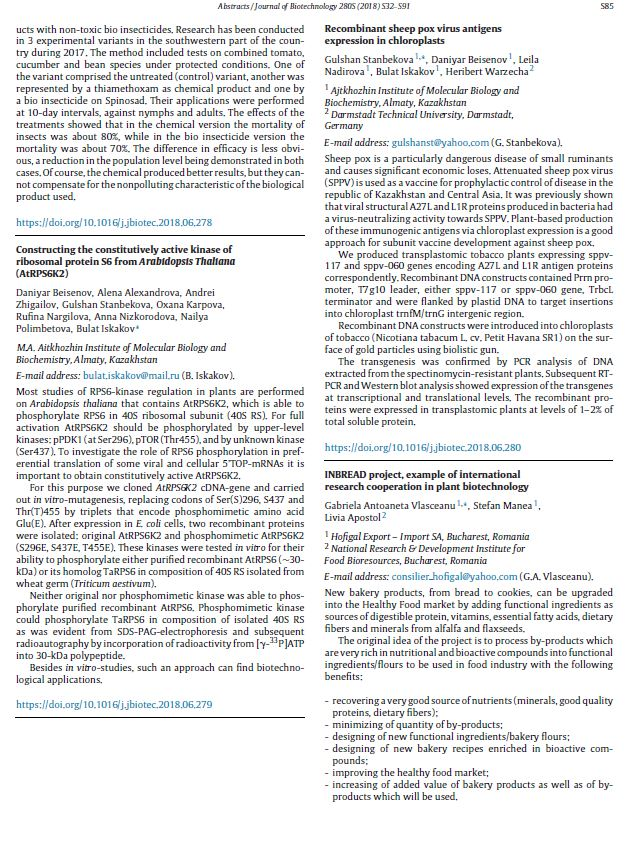 Abstracts / Journal of Biotechnology 280S (2018) S32–S91
S85
ucts with non-toxic bio insecticides. Research has been conducted
in 3 experimental variants in the southwestern part of the coun-
try during 2017. The method included tests on combined tomato,
cucumber and bean species under protected conditions. One of
the variant comprised the untreated (control) variant, another was
represented by a thiamethoxam as chemical product and one by
a bio insecticide on Spinosad. Their applications were performed
at 10-day intervals, against nymphs and adults. The effects of the
treatments showed that in the chemical version the mortality of
insects was about 80%, while in the bio insecticide version the
mortality was about 70%. The difference in efficacy is less obvi-
ous, a reduction in the population level being demonstrated in both
cases. Of course, the chemical produced better results, but they can-
not compensate for the nonpolluting characteristic of the biological
product used.
https://doi.org/10.1016/j.jbiotec.2018.06.278
Constructing the constitutively active kinase of
ribosomal protein S6 from Arabidopsis Thaliana
(AtRPS6K2)
Daniyar Beisenov, Alena Alexandrova, Andrei
Zhigailov, Gulshan Stanbekova, Oxana Karpova,
Rufina Nargilova, Anna Nizkorodova, Nailya
Polimbetova, Bulat Iskakov*
M.A. Aitkhozhin Institute of Molecular Biology and
Biochemistry, Almaty, Kazakhstan
E-mail address: bulat.iskakov@mail.ru (B. Iskakov).
Most studies of RPS6-kinase regulation in plants are performed
on Arabidopsis thaliana that contains AtRPS6K2, which is able to
phosphorylate RPS6 in 40S ribosomal subunit (40S RS). For full
activation AtRPS6K2 should be phosphorylated by upper-level
kinases: pPDK1 (at Ser296), pTOR (Thr455), and by unknown kinase
(Ser437). To investigate the role of RPS6 phosphorylation in pref-
erential translation of some viral and cellular 5′TOP-mRNAs it is
important to obtain constitutively active AtRPS6K2.
For this purpose we cloned AtRPS6K2 cDNA-gene and carried
out in vitro-mutagenesis, replacing codons of Ser(S)296, S437 and
Thr(T)455 by triplets that encode phosphomimetic amino acid
Glu(E). After expression in E. coli cells, two recombinant proteins
were isolated: original AtRPS6K2 and phosphomimetic AtRPS6K2
(S296E, S437E, T455E). These kinases were tested in vitro for their
ability to phosphorylate either purified recombinant AtRPS6 (∼30-
kDa) or its homolog TaRPS6 in composition of 40S RS isolated from
wheat germ (Triticum aestivum).
Neither original nor phosphomimetic kinase was able to phos-
phorylate purified recombinant AtRPS6. Phosphomimetic kinase
could phosphorylate TaRPS6 in composition of isolated 40S RS
as was evident from SDS-PAG-electrophoresis and subsequent
radioautography by incorporation of radioactivity from [γ-³³P]ATP
into 30-kDa polypeptide.
Besides in vitro-studies, such an approach can find biotechno-
logical applications.
https://doi.org/10.1016/j.jbiotec.2018.06.279
Recombinant sheep pox virus antigens
expression in chloroplasts
Gulshan Stanbekova¹,*, Daniyar Beisenov¹, Leila
Nadirova¹, Bulat Iskakov¹, Heribert Warzecha²
¹ Ajtkhozhin Institute of Molecular Biology and
Biochemistry, Almaty, Kazakhstan
² Darmstadt Technical University, Darmstadt,
Germany
E-mail address: gulshanst@yahoo.com (G. Stanbekova).
Sheep pox is a particularly dangerous disease of small ruminants
and causes significant economic loses. Attenuated sheep pox virus
(SPPV) is used as a vaccine for prophylactic control of disease in the
republic of Kazakhstan and Central Asia. It was previously shown
that viral structural A27L and L1R proteins produced in bacteria had
a virus-neutralizing activity towards SPPV. Plant-based production
of these immunogenic antigens via chloroplast expression is a good
approach for subunit vaccine development against sheep pox.
We produced transplastomic tobacco plants expressing sppv-
117 and sppv-060 genes encoding A27L and L1R antigen proteins
correspondently. Recombinant DNA constructs contained Prrn pro-
moter, T7g10 leader, either sppv-117 or sppv-060 gene, TrbcL
terminator and were flanked by plastid DNA to target insertions
into chloroplast trnfM/trnG intergenic region.
Recombinant DNA constructs were introduced into chloroplasts
of tobacco (Nicotiana tabacum L. cv. Petit Havana SR1) on the sur-
face of gold particles using biolistic gun.
The transgenesis was confirmed by PCR analysis of DNA
extracted from the spectinomycin-resistant plants. Subsequent RT-
PCR and Western blot analysis showed expression of the transgenes
at transcriptional and translational levels. The recombinant pro-
teins were expressed in transplastomic plants at levels of 1–2% of
total soluble protein.
https://doi.org/10.1016/j.jbiotec.2018.06.280
INBREAD project, example of international
research cooperation in plant biotechnology
Gabriela Antoaneta Vlasceanu¹,*, Stefan Manea¹,
Livia Apostol²
¹ Hofigal Export – Import SA, Bucharest, Romania
² National Research & Development Institute for
Food Bioresources, Bucharest, Romania
E-mail address: consilier_hofigal@yahoo.com (G.A. Vlasceanu).
New bakery products, from bread to cookies, can be upgraded
into the Healthy Food market by adding functional ingredients as
sources of digestible protein, vitamins, essential fatty acids, dietary
fibers and minerals from alfalfa and flaxseeds.
The original idea of the project is to process by-products which
are very rich in nutritional and bioactive compounds into functional
ingredients/flours to be used in food industry with the following
benefits:
- recovering a very good source of nutrients (minerals, good quality
proteins, dietary fibers);
- minimizing of quantity of by-products;
- designing of new functional ingredients/bakery flours;
- designing of new bakery recipes enriched in bioactive com-
pounds;
- improving the healthy food market;
- increasing of added value of bakery products as well as of by-
products which will be used.